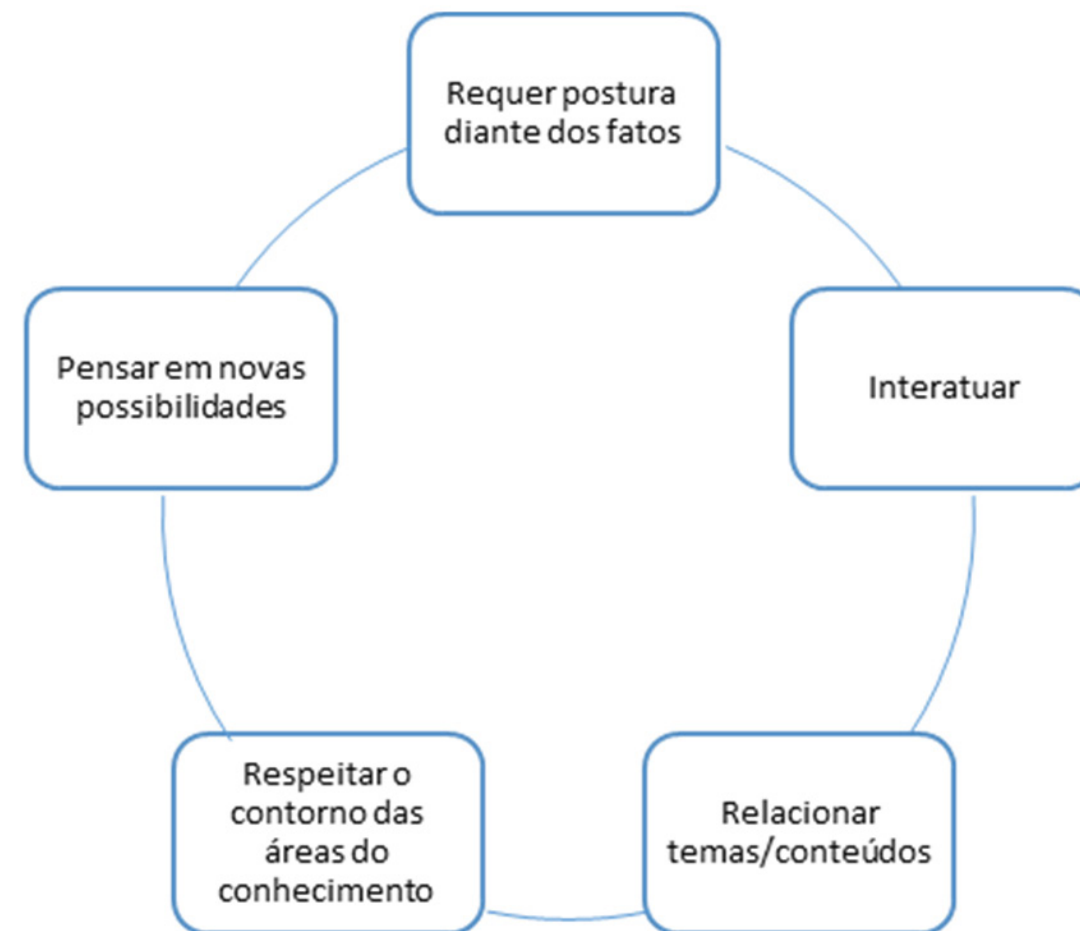 Requer postura
diante dos fatos
Pensar em novas
possibilidades
Interatuar
Respeitar o
contorno das
áreas do
conhecimento
Relacionar
temas/conteúdos